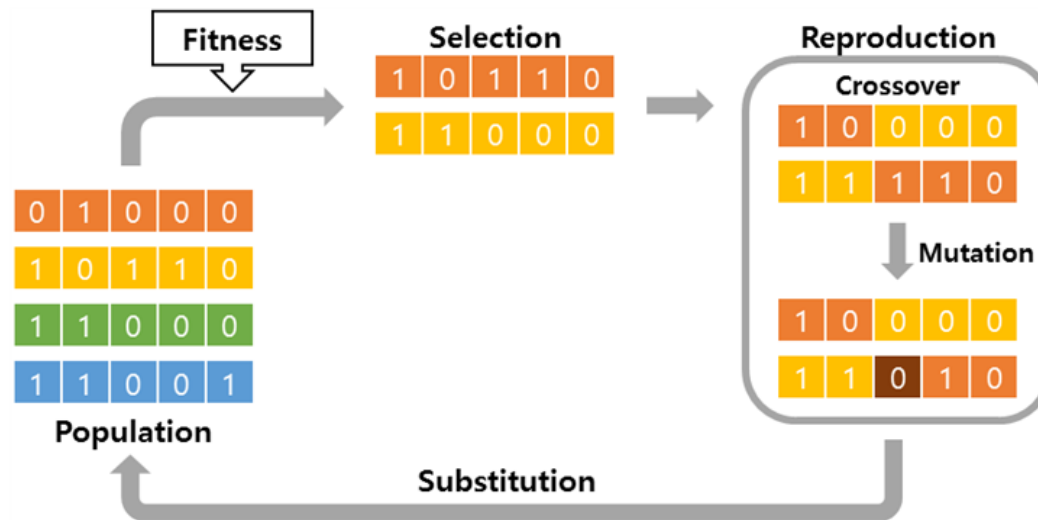 Fitness
Selection
1 0 1 1 0
1 1 0 0 0
Reproduction
Crossover
1 0 0 0 0
1 1 1 1 0
Mutation
1 0 0 0 0
1 1 0 1 0
0 1 0 0 0
1 0 1 1 0
1 1 0 0 0
1 1 0 0 1
Population
Substitution